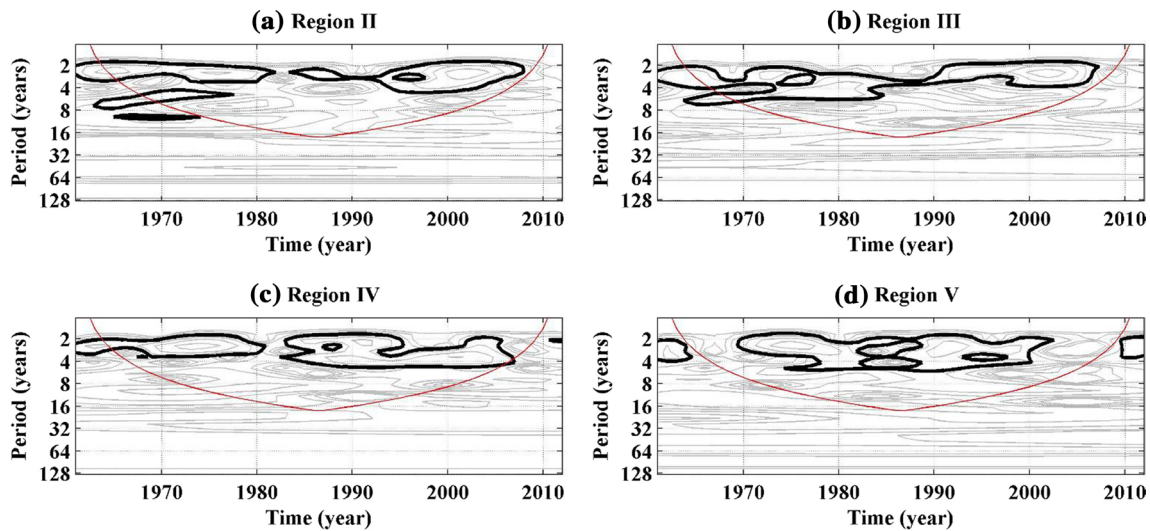 (a) Region II
Period (years)
2
4
8
16
32
64
128
1970 1980 1990 2000 2010
Time (year)
(b) Region III
Period (years)
2
4
8
16
32
64
128
1970 1980 1990 2000 2010
Time (year)
(c) Region IV
Period (years)
2
4
8
16
32
64
128
1970 1980 1990 2000 2010
Time (year)
(d) Region V
Period (years)
2
4
8
16
32
64
128
1970 1980 1990 2000 2010
Time (year)